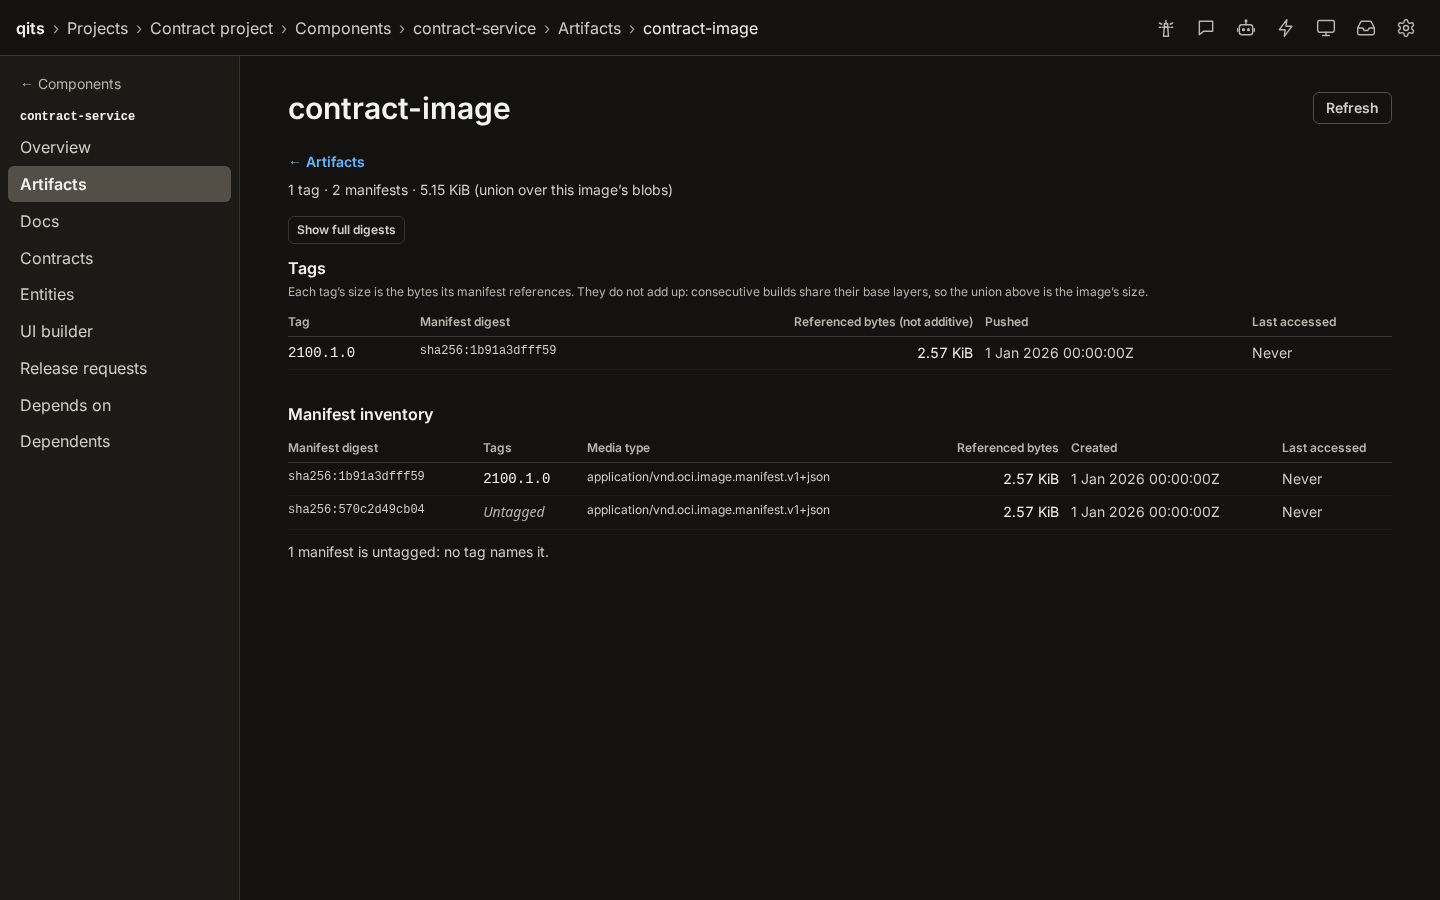 qits › Projects › Contract project › Components › contract-service › Artifacts › contract-image
← Components
contract-service
Overview
Artifacts
Docs
Contracts
Entities
UI builder
Release requests
Depends on
Dependents
contract-image
Refresh
← Artifacts
1 tag · 2 manifests · 5.15 KiB (union over this image’s blobs)
Show full digests
Tags
Each tag’s size is the bytes its manifest references. They do not add up: consecutive builds share their base layers, so the union above is the image’s size.
Tag Manifest digest Referenced bytes (not additive) Pushed Last accessed
2100.1.0 sha256:1b91a3dfff59 2.57 KiB 1 Jan 2026 00:00:00Z Never
Manifest inventory
Manifest digest Tags Media type Referenced bytes Created Last accessed
sha256:1b91a3dfff59 2100.1.0 application/vnd.oci.image.manifest.v1+json 2.57 KiB 1 Jan 2026 00:00:00Z Never
sha256:570c2d49cb04 Untagged application/vnd.oci.image.manifest.v1+json 2.57 KiB 1 Jan 2026 00:00:00Z Never
1 manifest is untagged: no tag names it.